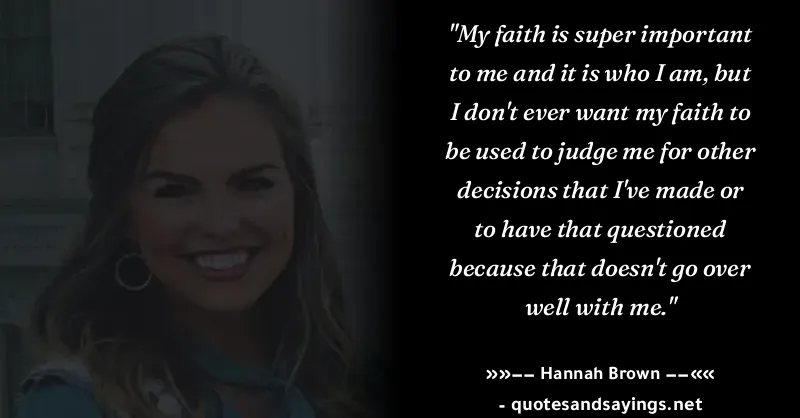 "My faith is super important
to me and it is who I am, but
I don't ever want my faith to
be used to judge me for other
decisions that I've made or
to have that questioned
because that doesn't go over
well with me."
»»−− Hannah Brown −−««
- quotesandsayings.net